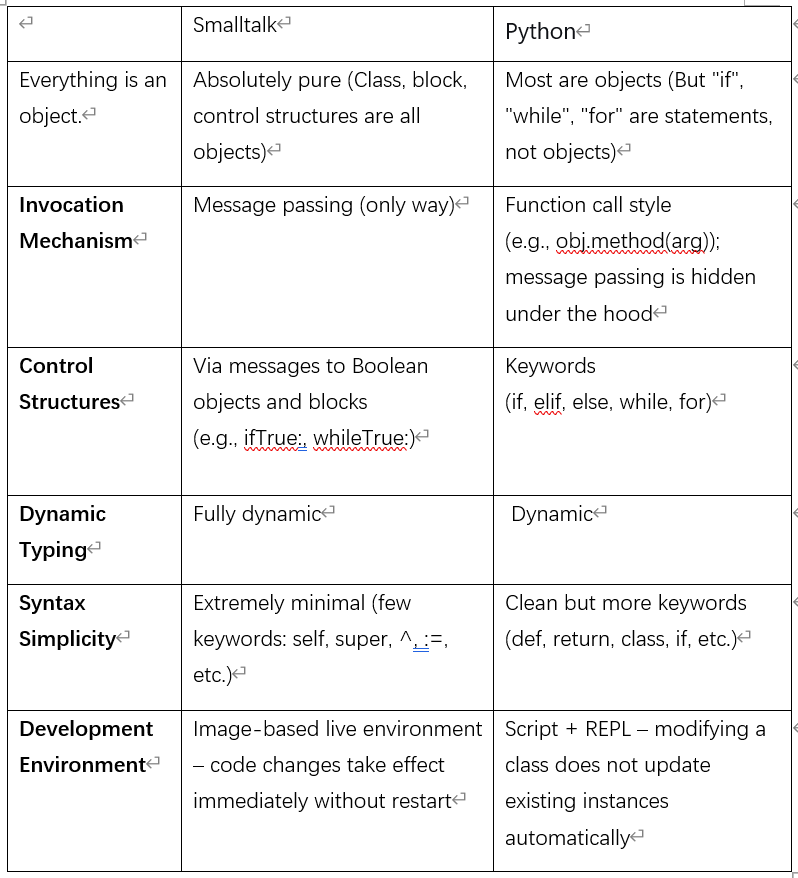 Smalltalk
Python
Everything is an
object.
Absolutely pure (Class, block,
control structures are all
objects)
Most are objects (But "if",
"while", "for" are statements,
not objects)
Invocation
Mechanism
Message passing (only way)
Function call style
(e.g., obj.method(arg));
message passing is hidden
under the hood
Control
Structures
Via messages to Boolean
objects and blocks
(e.g., ifTrue:, whileTrue:)
Keywords
(if, elif, else, while, for)
Dynamic
Typing
Fully dynamic
Dynamic
Syntax
Simplicity
Extremely minimal (few
keywords: self, super, ^, :=,
etc.)
Clean but more keywords
(def, return, class, if, etc.)
Development
Environment
Image-based live environment
– code changes take effect
immediately without restart
Script + REPL – modifying a
class does not update
existing instances
automatically